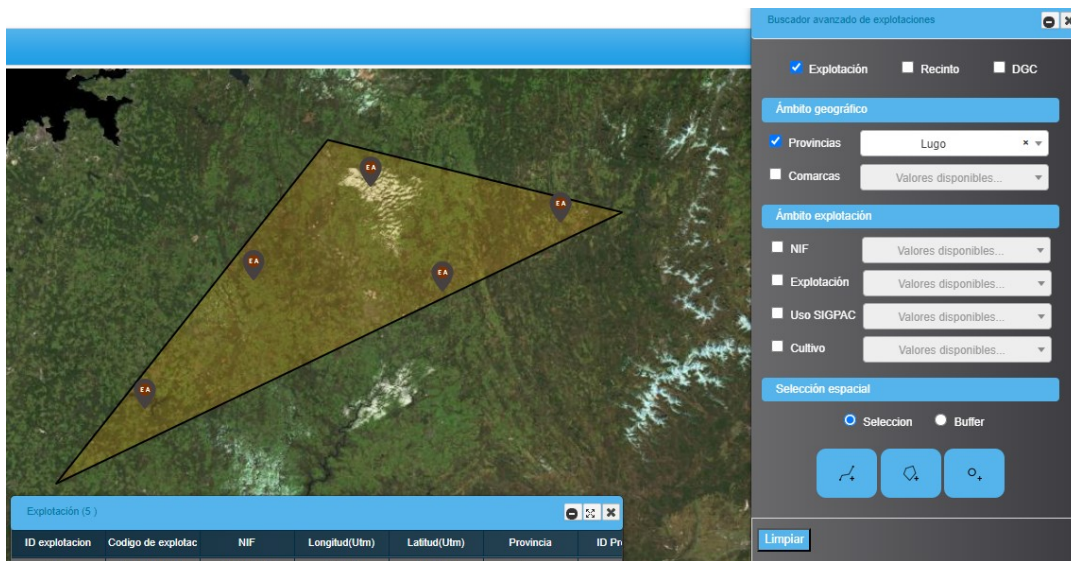 Buscador avanzado de explotaciones
Explotación Recinto DGC
Ámbito geográfico
Provincias Lugo × ▾
Comarcas Valores disponibles...
Ámbito explotación
NIF Valores disponibles...
Explotación Valores disponibles...
Uso SIGPAC Valores disponibles...
Cultivo Valores disponibles...
Selección espacial
Seleccion Buffer
Limpiar
EA
EA
EA
EA
EA
Explotación (5 )
ID explotacion Codigo de explotac NIF Longitud(Utm) Latitud(Utm) Provincia ID Pr